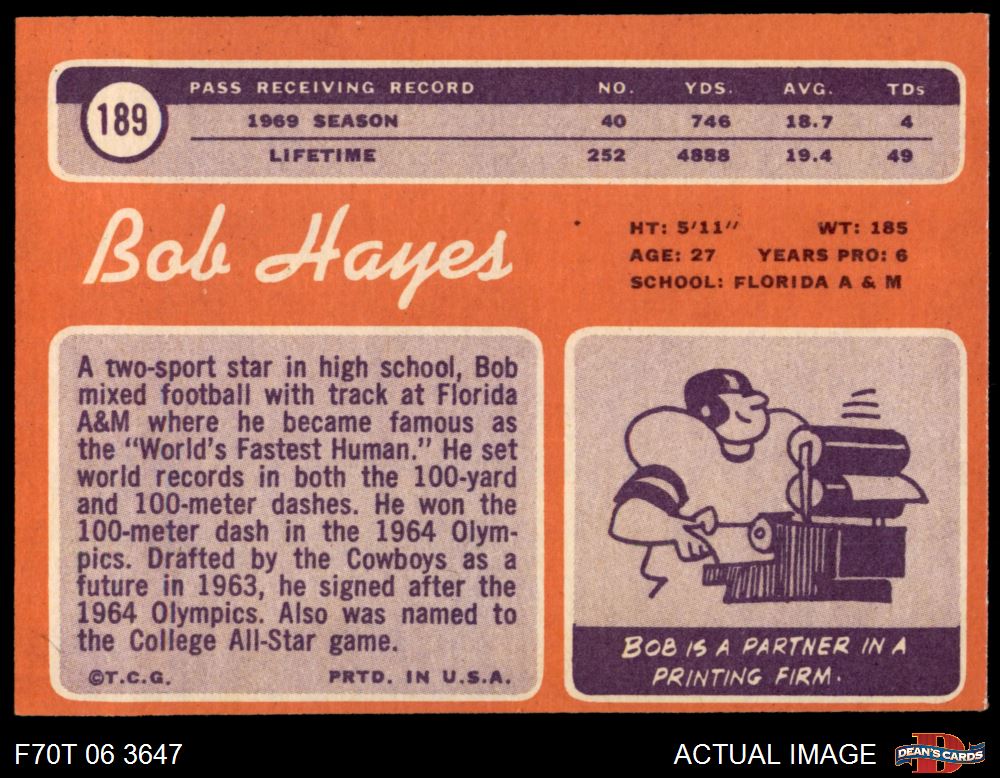 189
PASS RECEIVING RECORD NO. YDS. AVG. TDs
1969 SEASON 40 746 18.7 4
LIFETIME 252 4888 19.4 49
Bob Hayes
HT: 5'11" WT: 185
AGE: 27 YEARS PRO: 6
SCHOOL: FLORIDA A & M
A two-sport star in high school, Bob
mixed football with track at Florida
A&M where he became famous as
the "World's Fastest Human." He set
world records in both the 100-yard
and 100-meter dashes. He won the
100-meter dash in the 1964 Olym-
pics. Drafted by the Cowboys as a
future in 1963, he signed after the
1964 Olympics. Also was named to
the College All-Star game.
©T.C.G. PRTD. IN U.S.A.
BOB IS A PARTNER IN A
PRINTING FIRM.
F70T 06 3647 ACTUAL IMAGE DEAN'S CARDS